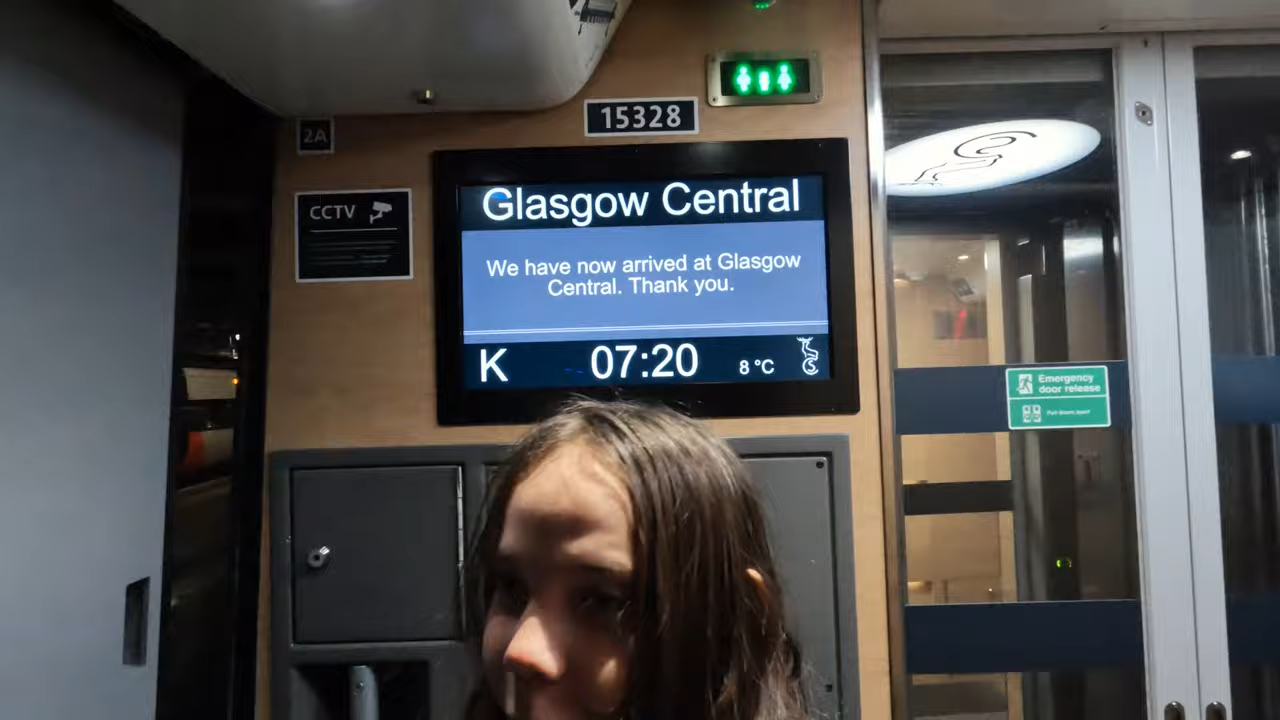 15328
2A
CCTV
Glasgow Central
We have now arrived at Glasgow
Central. Thank you.
K 07:20 8 °C
Emergency
door release